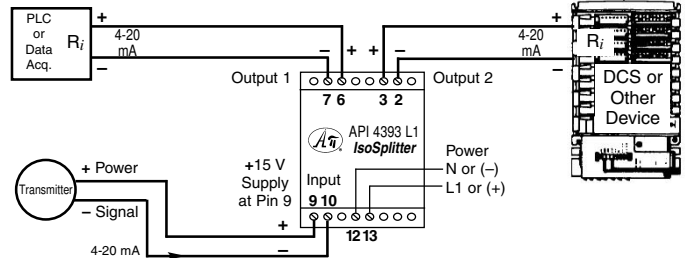 PLC
or
Data
Acq.
Ri
+
4-20
mA
–
– + + –
Output 1
7 6
3 2
Output 2
+
4-20
mA
–
Ri
DCS or
Other
Device
API 4393 L1
IsoSplitter
+15 V
Supply
at Pin 9
Input
9 10
12 13
Power
N or (–)
L1 or (+)
Transmitter
+ Power
– Signal
4-20 mA
+
–